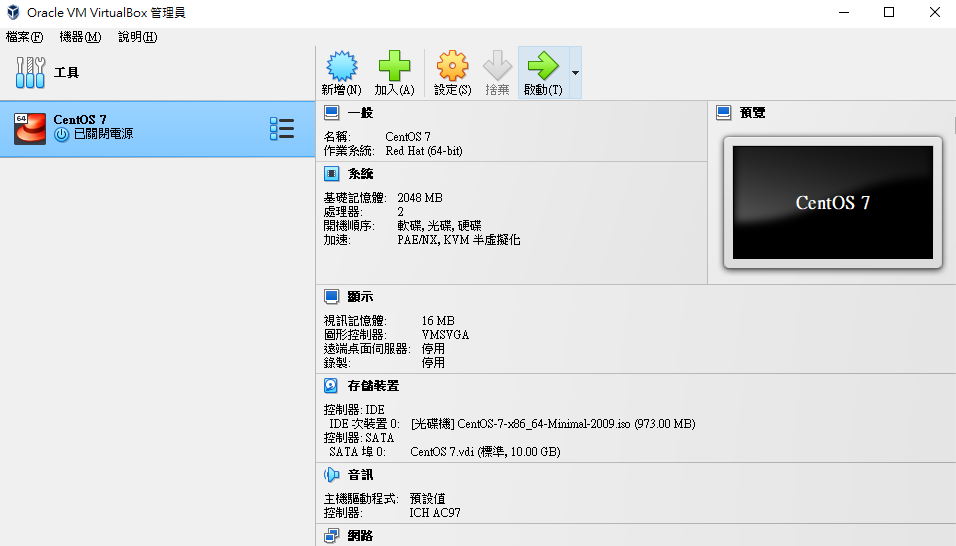 Oracle VM VirtualBox 管理員
檔案(F) 機器(M) 說明(H)
工具
新增(N) 加入(A) 設定(S) 捨棄 啟動(T)
64
CentOS 7
已關閉電源
一般
名稱: CentOS 7
作業系統: Red Hat (64-bit)
系統
基礎記憶體: 2048 MB
處理器: 2
開機順序: 軟碟, 光碟, 硬碟
加速: PAE/NX, KVM 半虛擬化
預覽
CentOS 7
顯示
視訊記憶體: 16 MB
圖形控制器: VMSVGA
遠端桌面伺服器: 停用
錄製: 停用
存儲裝置
控制器: IDE
IDE 次裝置 0: [光碟機] CentOS-7-x86_64-Minimal-2009.iso (973.00 MB)
控制器: SATA
SATA 埠 0: CentOS 7.vdi (標準, 10.00 GB)
音訊
主機驅動程式: 預設值
控制器: ICH AC97
網路